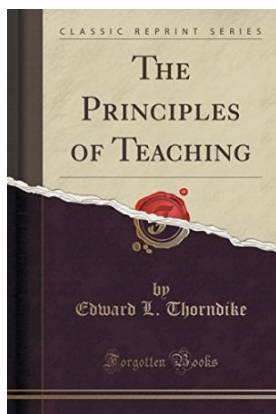 CLASSIC REPRINT SERIES
THE
PRINCIPLES
OF TEACHING
F
by
Edward L. Thorndike
Forgotten Books